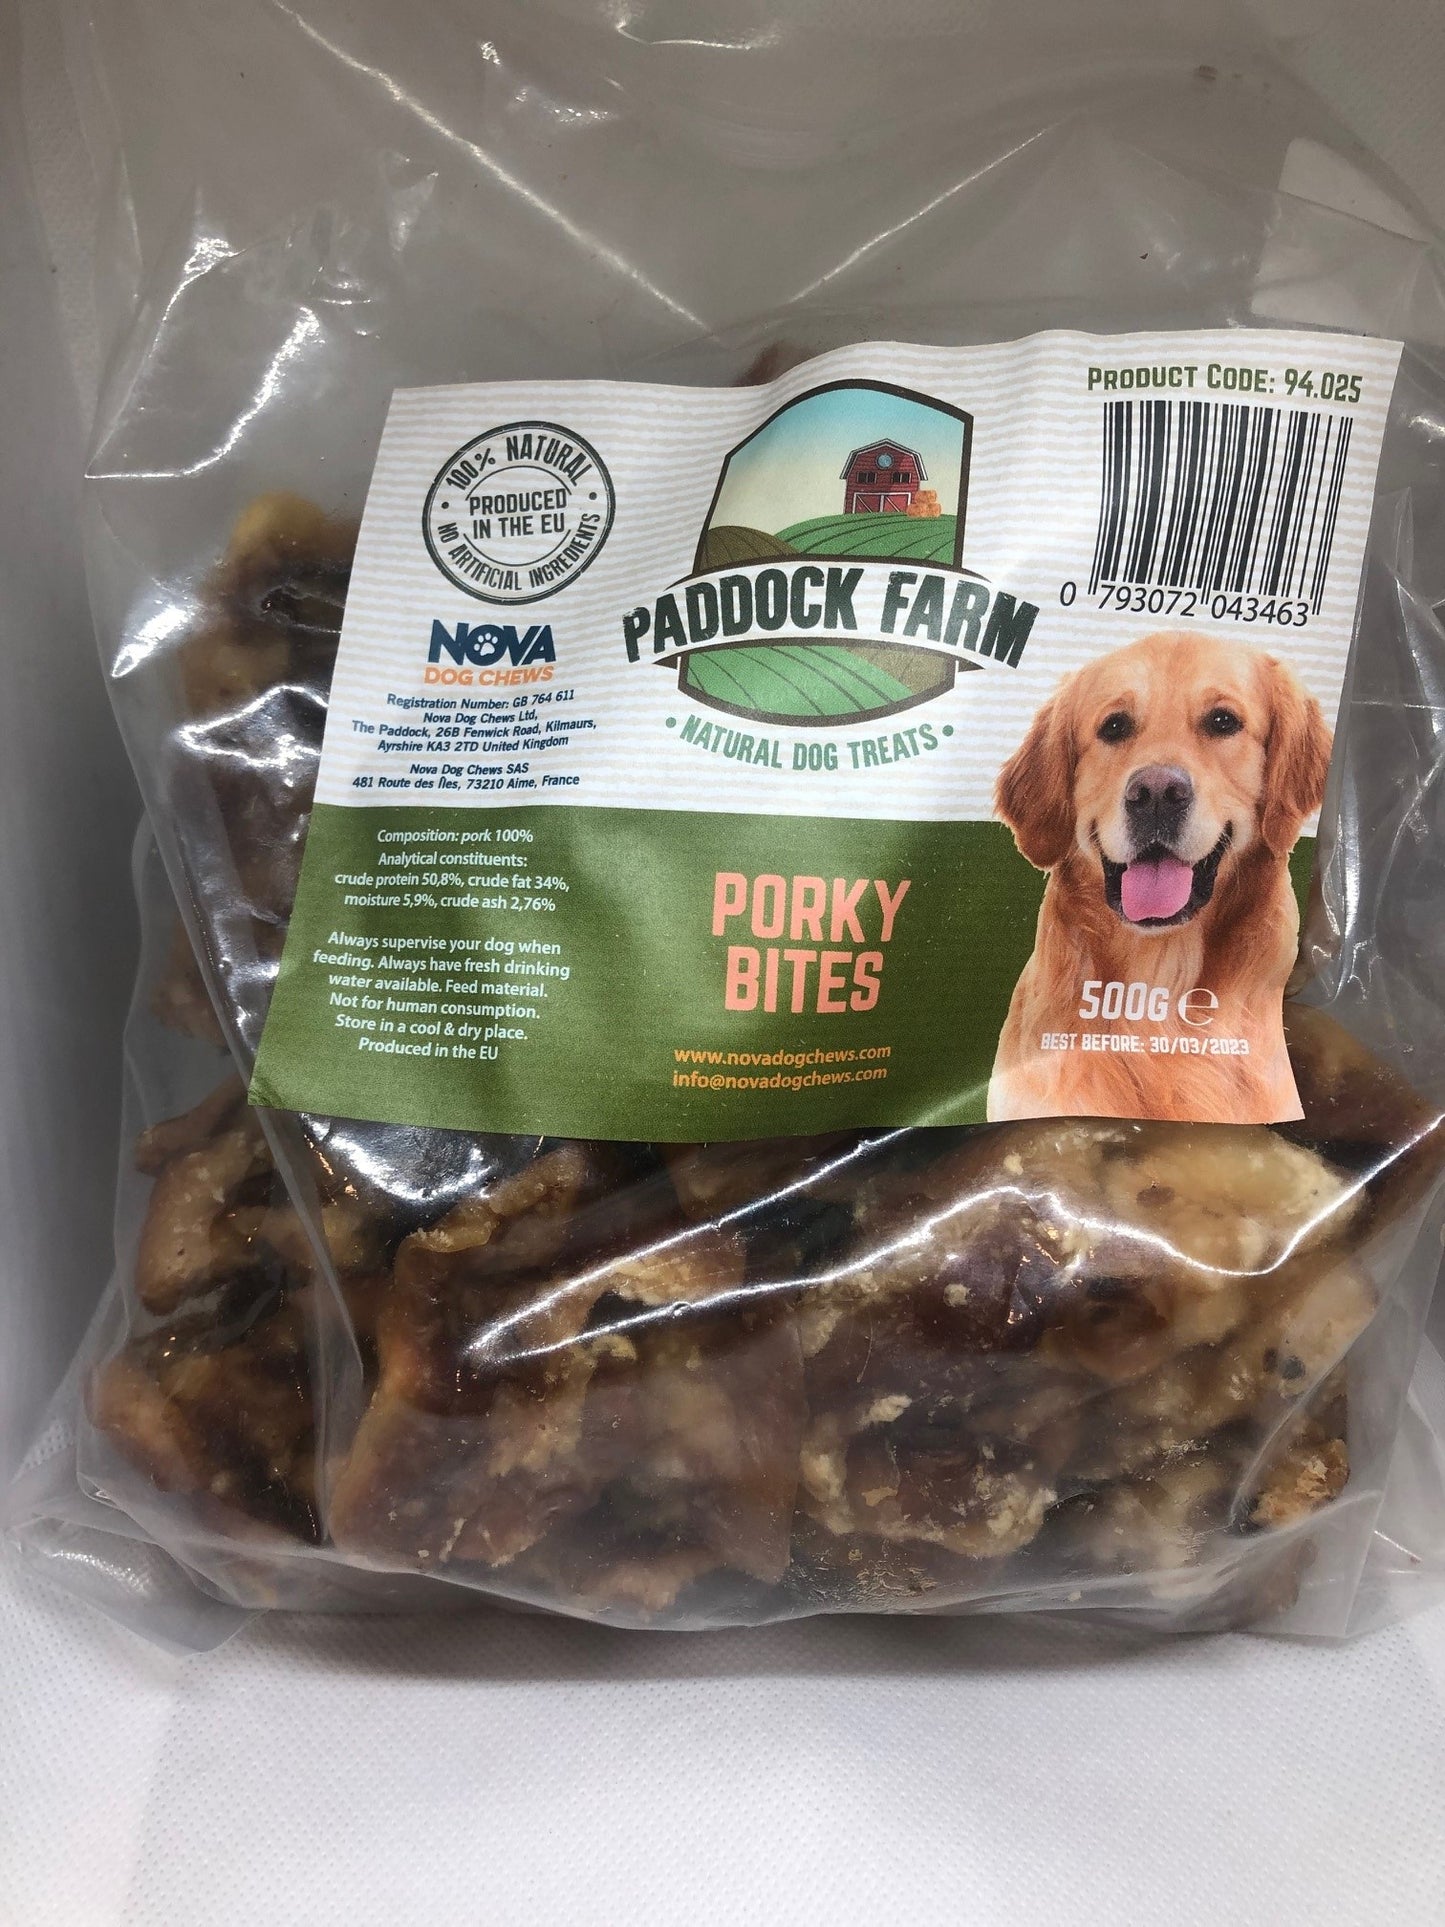 PRODUCT CODE: 94.025
0 793072 043463
100% NATURAL
PRODUCED
IN THE EU
NO ARTIFICIAL INGREDIENTS
PADDOCK FARM
• NATURAL DOG TREATS •
NOVA
DOG CHEWS
Registration Number: GB 764 611
Nova Dog Chews Ltd,
The Paddock, 26B Fenwick Road, Kilmaurs,
Ayrshire KA3 2TD United Kingdom
Nova Dog Chews SAS
481 Route des Îles, 73210 Aime, France
Composition: pork 100%
Analytical constituents:
crude protein 50,8%, crude fat 34%,
moisture 5,9%, crude ash 2,76%
Always supervise your dog when
feeding. Always have fresh drinking
water available. Feed material.
Not for human consumption.
Store in a cool & dry place.
Produced in the EU
PORKY
BITES
www.novadogchews.com
info@novadogchews.com
500G ℮
BEST BEFORE: 30/03/2023